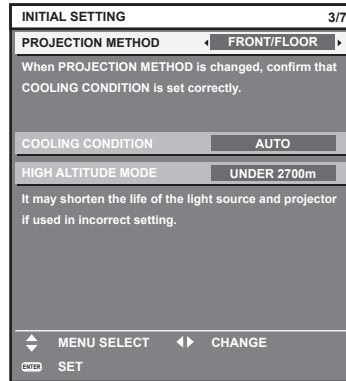 INITIAL SETTING 3/7
PROJECTION METHOD FRONT/FLOOR
When PROJECTION METHOD is changed, confirm that
COOLING CONDITION is set correctly.
COOLING CONDITION AUTO
HIGH ALTITUDE MODE UNDER 2700m
It may shorten the life of the light source and projector
if used in incorrect setting.
MENU SELECT CHANGE
ENTER SET